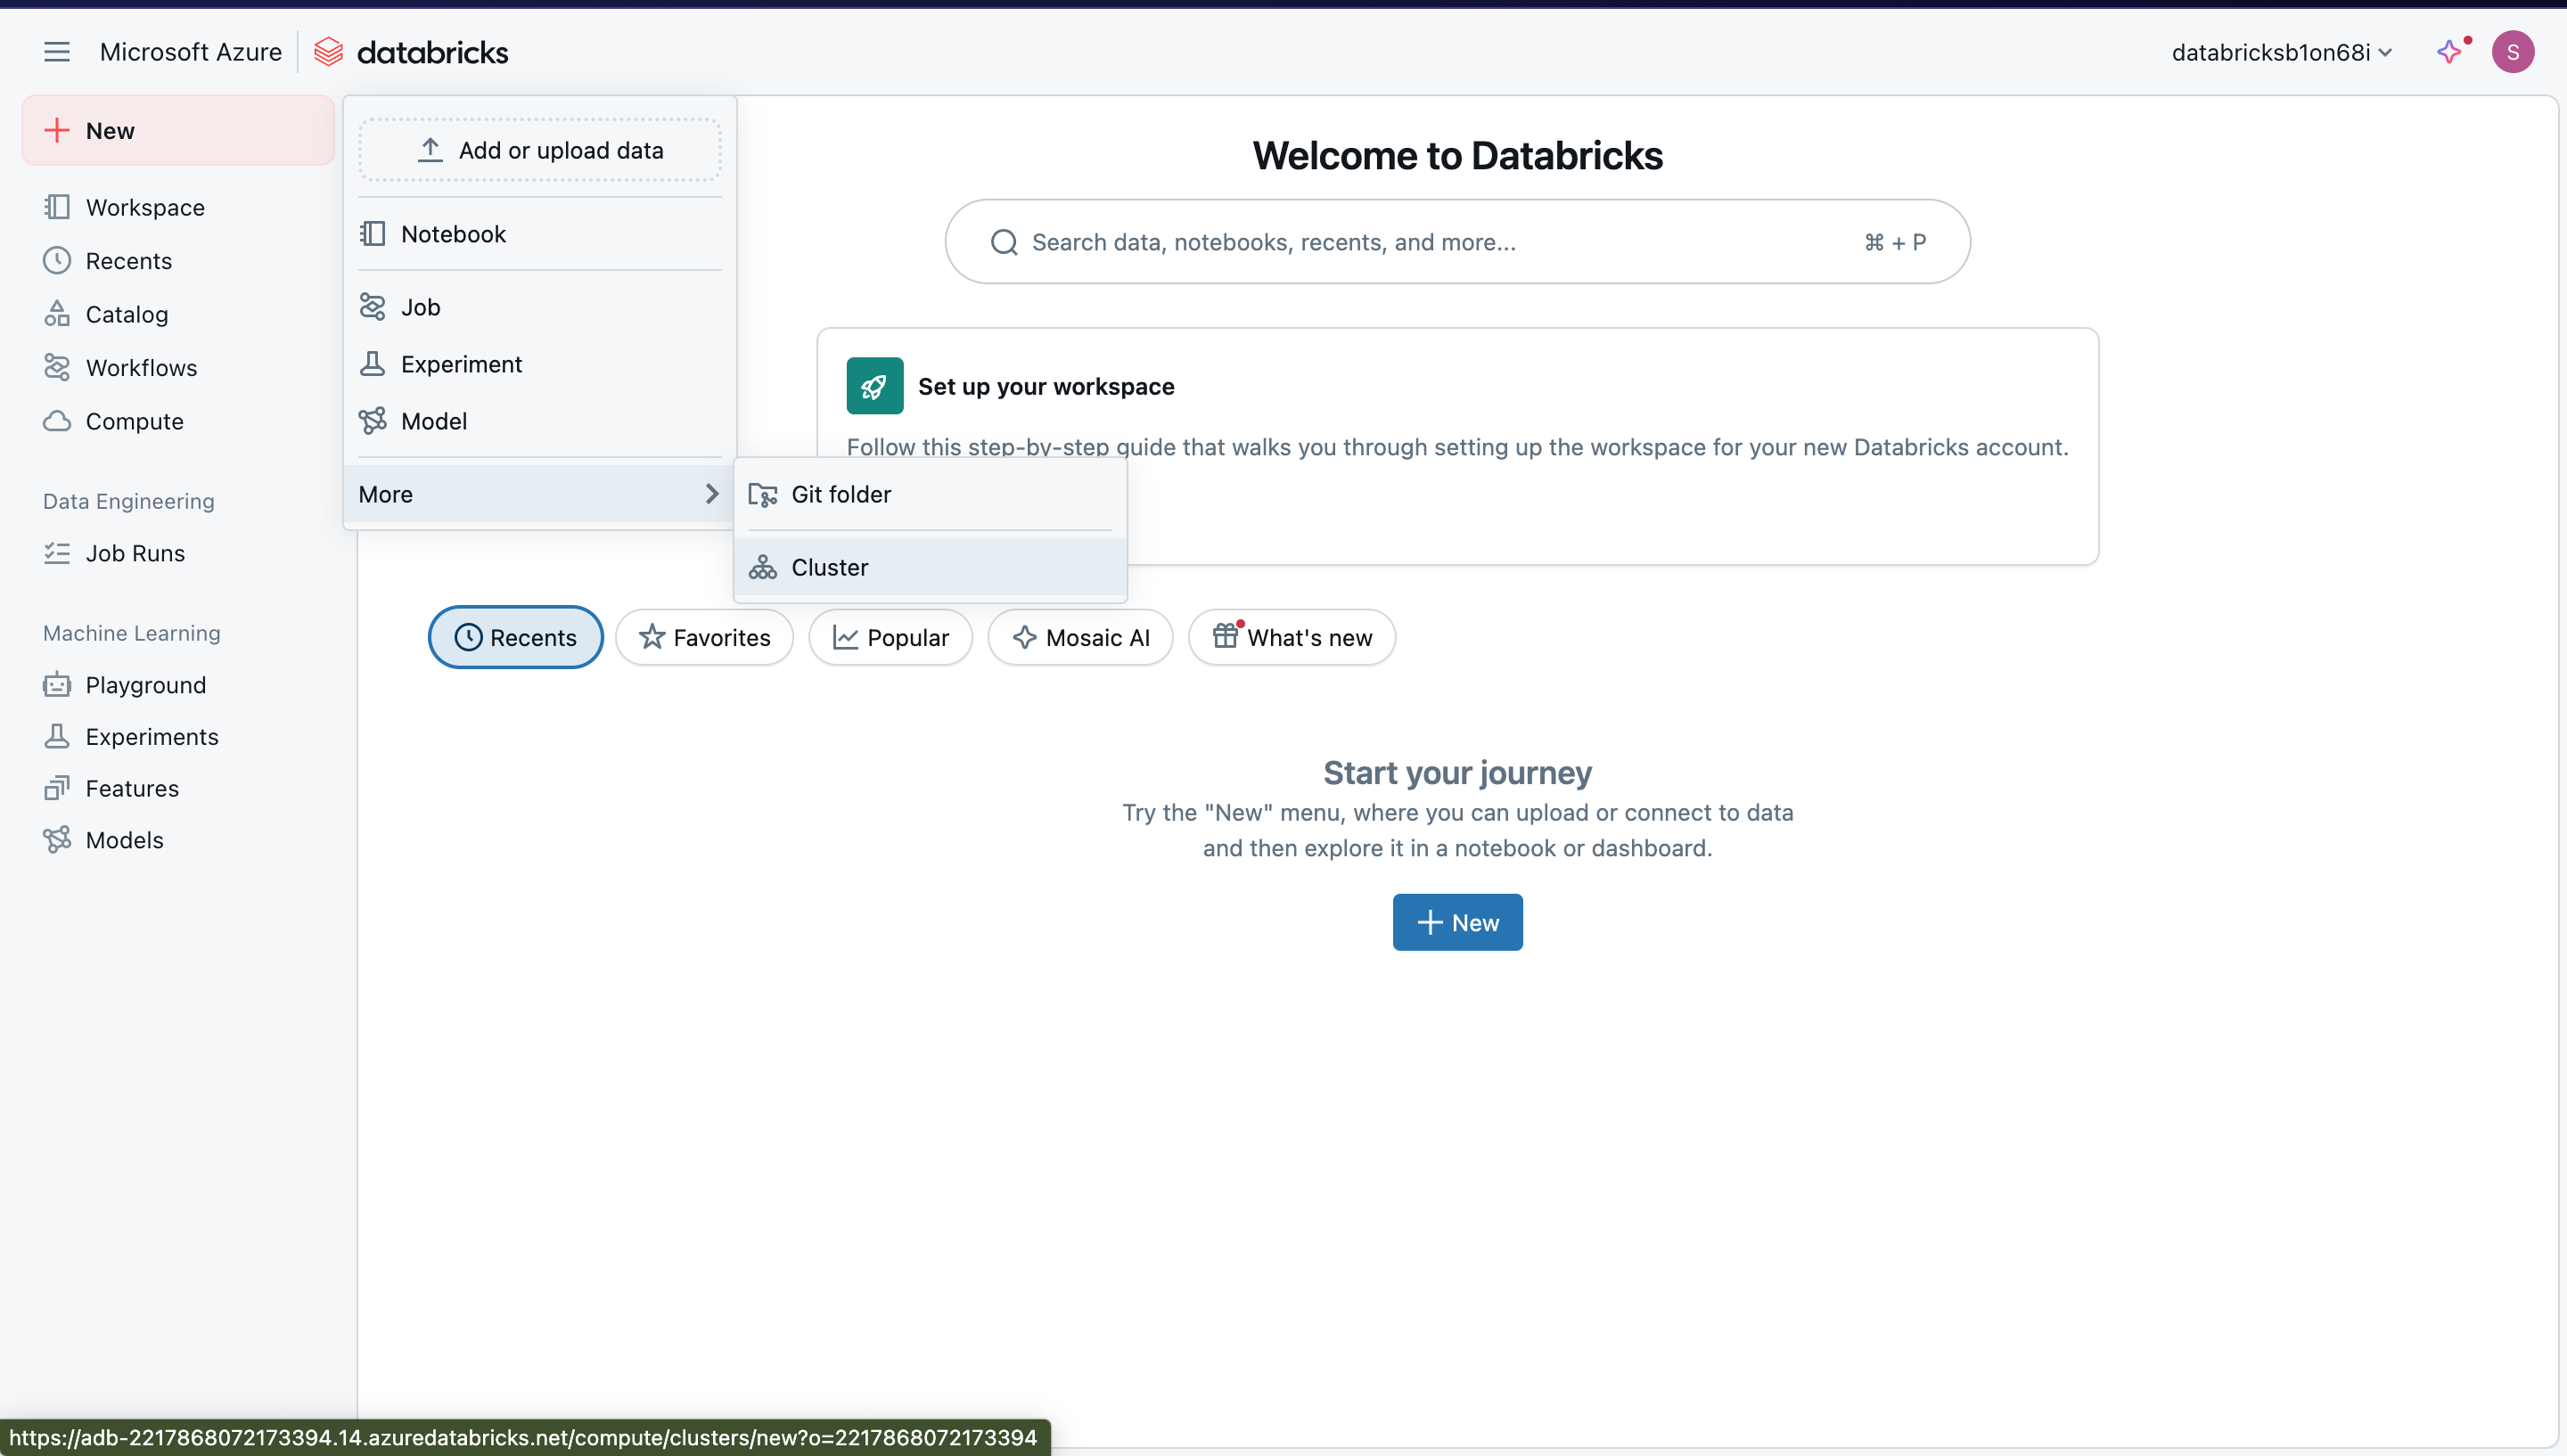 Microsoft Azure
databricks
databricksb1on68i
S
New
Workspace
Recents
Catalog
Workflows
Compute
Data Engineering
Job Runs
Machine Learning
Playground
Experiments
Features
Models
Add or upload data
Notebook
Job
Experiment
Model
More
Git folder
Cluster
Welcome to Databricks
Search data, notebooks, recents, and more...
⌘ + P
Set up your workspace
Follow this step-by-step guide that walks you through setting up the workspace for your new Databricks account.
Recents
Favorites
Popular
Mosaic AI
What's new
Start your journey
Try the "New" menu, where you can upload or connect to data
and then explore it in a notebook or dashboard.
New
https://adb-2217868072173394.14.azuredatabricks.net/compute/clusters/new?o=2217868072173394